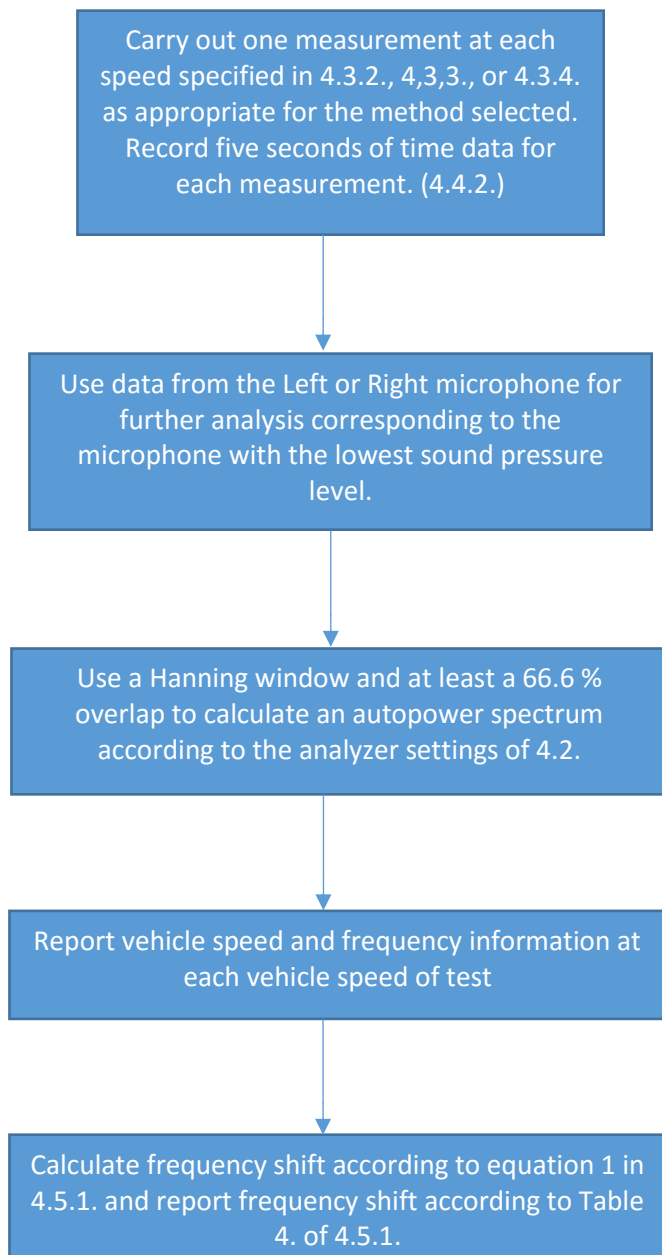 Carry out one measurement at each
speed specified in 4.3.2., 4,3,3., or 4.3.4.
as appropriate for the method selected.
Record five seconds of time data for
each measurement. (4.4.2.)
Use data from the Left or Right microphone for
further analysis corresponding to the
microphone with the lowest sound pressure
level.
Use a Hanning window and at least a 66.6 %
overlap to calculate an autopower spectrum
according to the analyzer settings of 4.2.
Report vehicle speed and frequency information at
each vehicle speed of test
Calculate frequency shift according to equation 1 in
4.5.1. and report frequency shift according to Table
4. of 4.5.1.